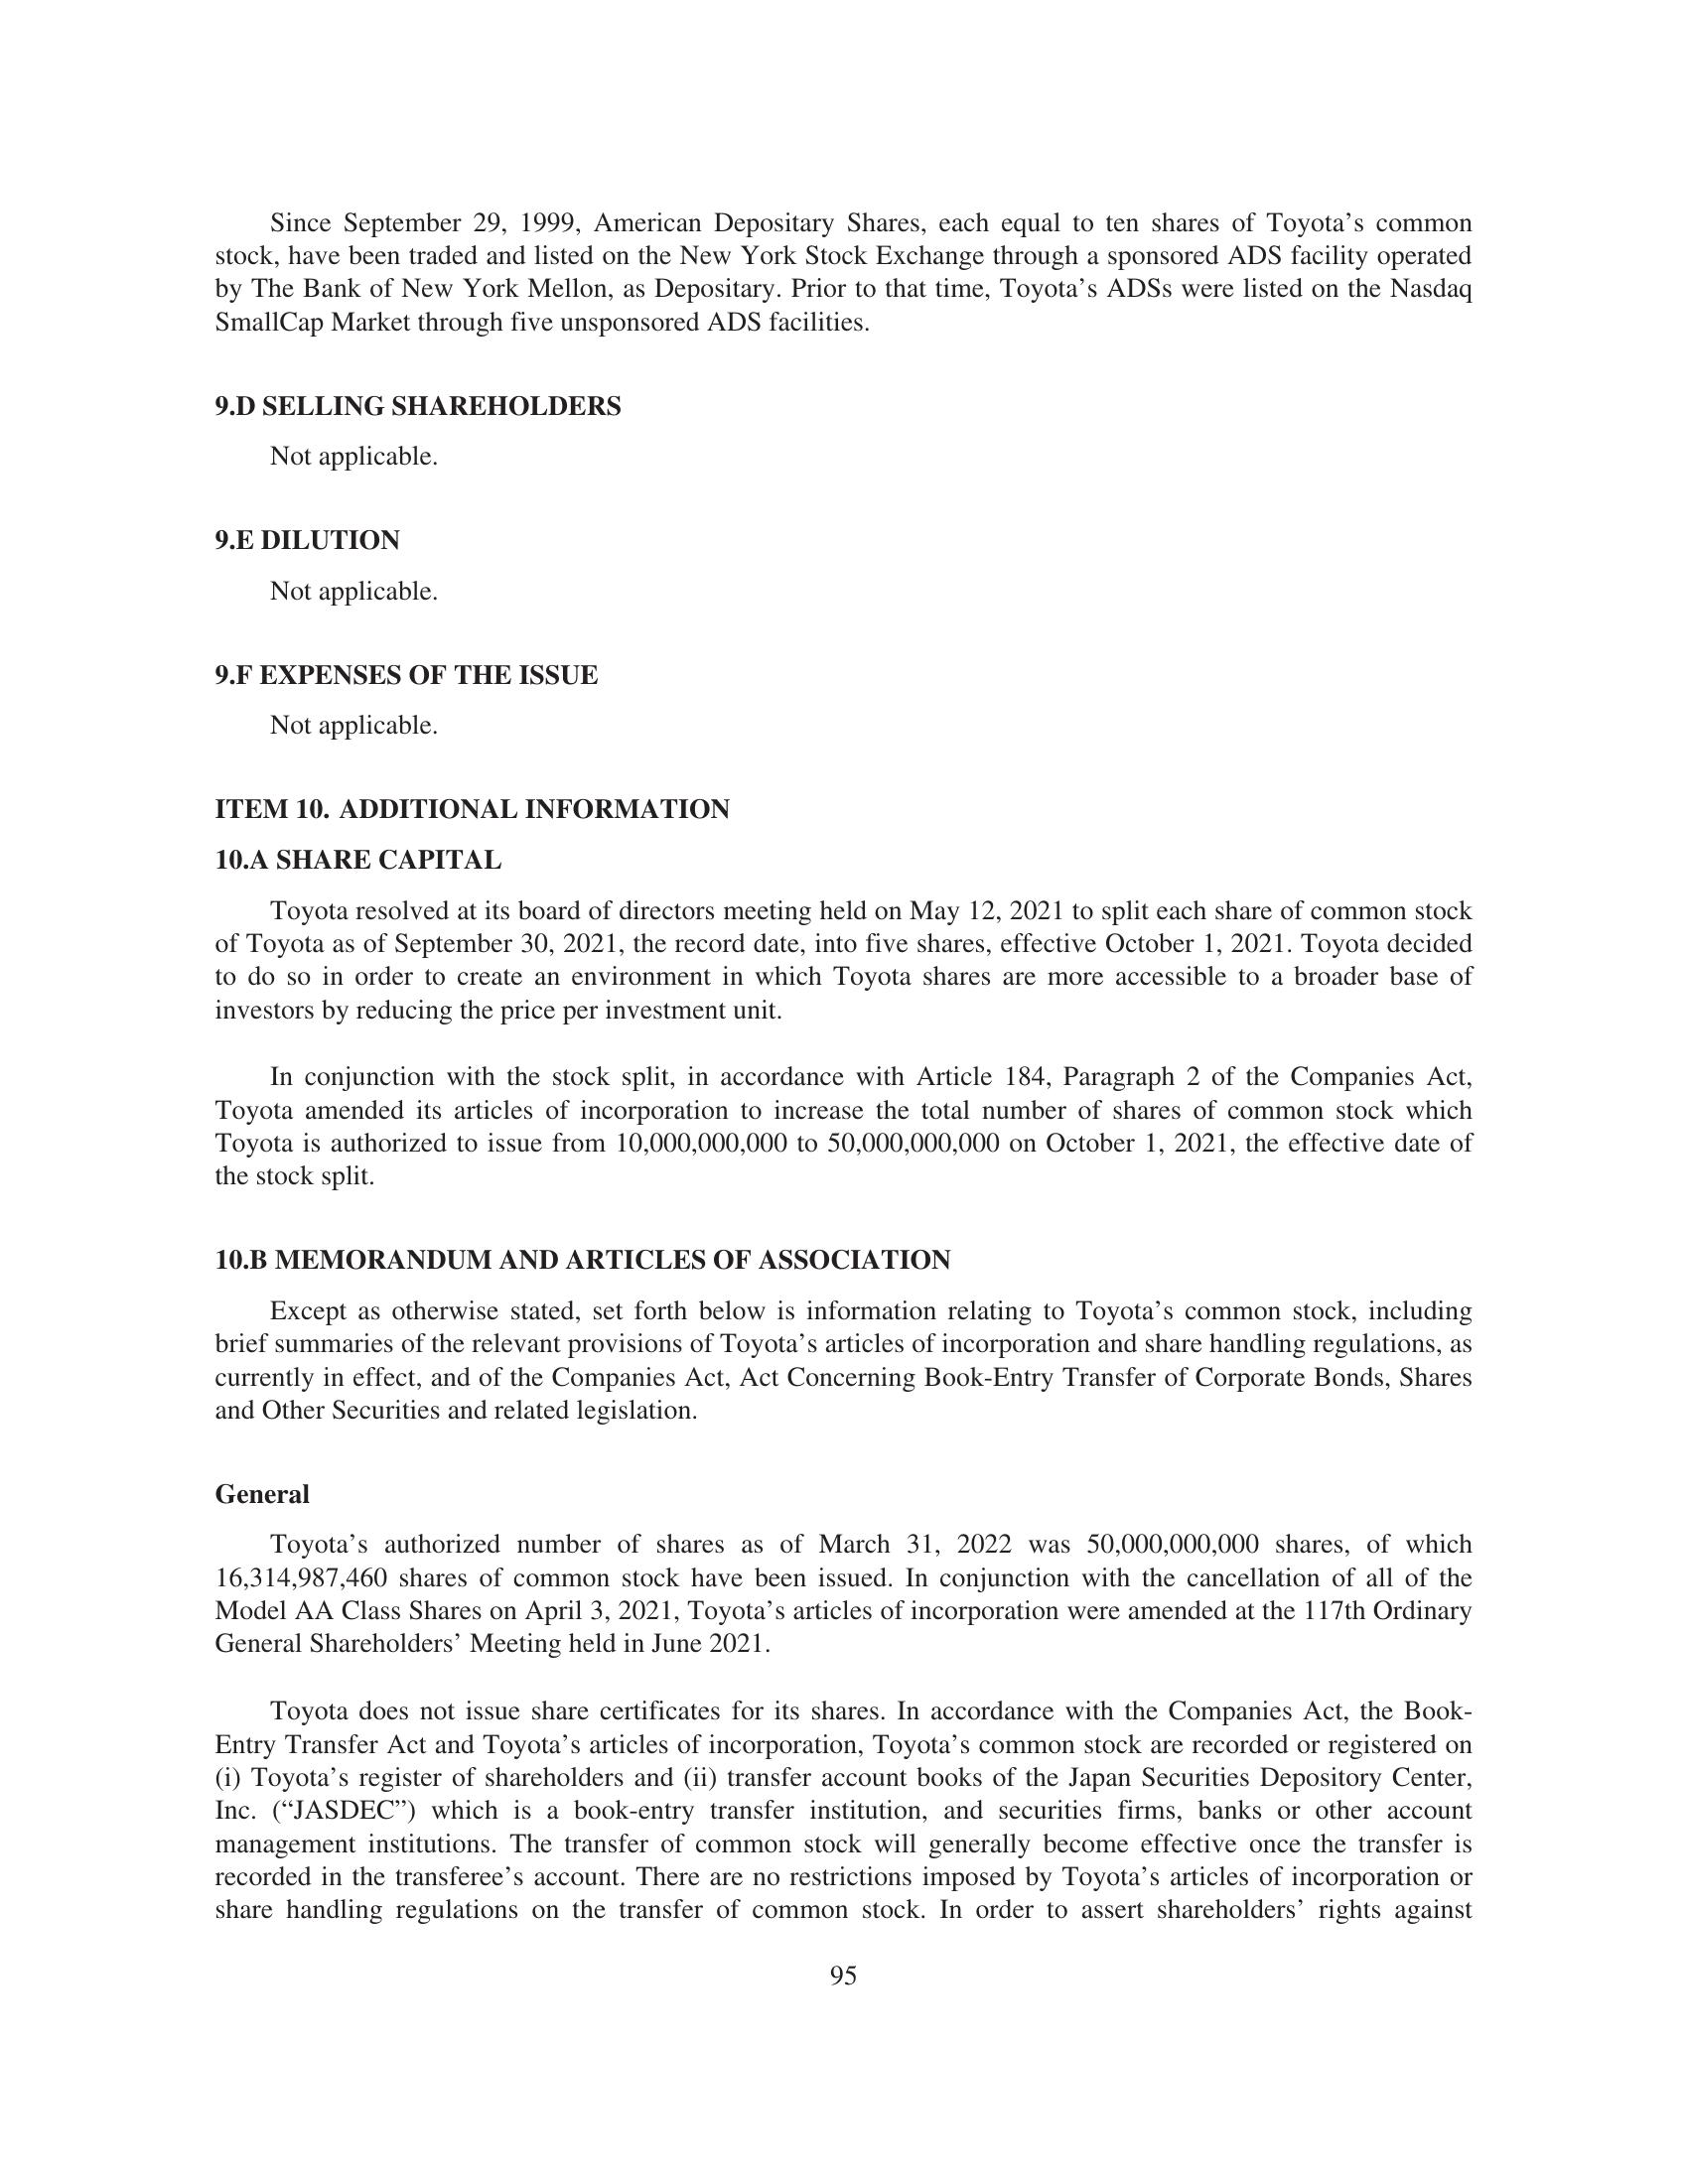 Since September 29, 1999, American Depositary Shares, each equal to ten shares of Toyota’s common
stock, have been traded and listed on the New York Stock Exchange through a sponsored ADS facility operated
by The Bank of New York Mellon, as Depositary. Prior to that time, Toyota’s ADSs were listed on the Nasdaq
SmallCap Market through five unsponsored ADS facilities.
9.D SELLING SHAREHOLDERS
Not applicable.
9.E DILUTION
Not applicable.
9.F EXPENSES OF THE ISSUE
Not applicable.
ITEM 10. ADDITIONAL INFORMATION
10.A SHARE CAPITAL
Toyota resolved at its board of directors meeting held on May 12, 2021 to split each share of common stock
of Toyota as of September 30, 2021, the record date, into five shares, effective October 1, 2021. Toyota decided
to do so in order to create an environment in which Toyota shares are more accessible to a broader base of
investors by reducing the price per investment unit.
In conjunction with the stock split, in accordance with Article 184, Paragraph 2 of the Companies Act,
Toyota amended its articles of incorporation to increase the total number of shares of common stock which
Toyota is authorized to issue from 10,000,000,000 to 50,000,000,000 on October 1, 2021, the effective date of
the stock split.
10.B MEMORANDUM AND ARTICLES OF ASSOCIATION
Except as otherwise stated, set forth below is information relating to Toyota’s common stock, including
brief summaries of the relevant provisions of Toyota’s articles of incorporation and share handling regulations, as
currently in effect, and of the Companies Act, Act Concerning Book-Entry Transfer of Corporate Bonds, Shares
and Other Securities and related legislation.
General
Toyota’s authorized number of shares as of March 31, 2022 was 50,000,000,000 shares, of which
16,314,987,460 shares of common stock have been issued. In conjunction with the cancellation of all of the
Model AA Class Shares on April 3, 2021, Toyota’s articles of incorporation were amended at the 117th Ordinary
General Shareholders’ Meeting held in June 2021.
Toyota does not issue share certificates for its shares. In accordance with the Companies Act, the Book-
Entry Transfer Act and Toyota’s articles of incorporation, Toyota’s common stock are recorded or registered on
(i) Toyota’s register of shareholders and (ii) transfer account books of the Japan Securities Depository Center,
Inc. (“JASDEC”) which is a book-entry transfer institution, and securities firms, banks or other account
management institutions. The transfer of common stock will generally become effective once the transfer is
recorded in the transferee’s account. There are no restrictions imposed by Toyota’s articles of incorporation or
share handling regulations on the transfer of common stock. In order to assert shareholders’ rights against
95